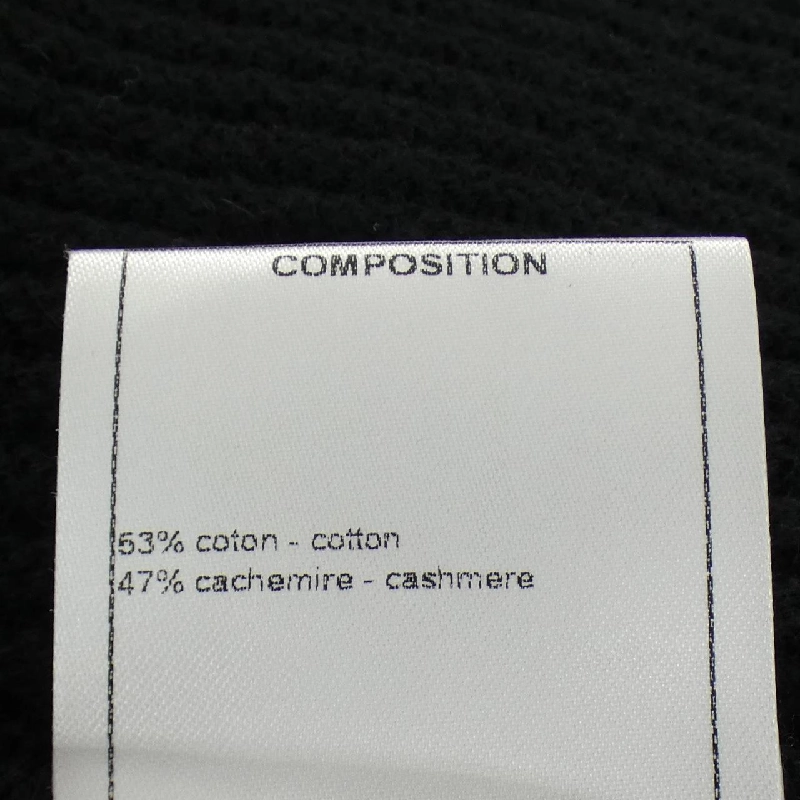 COMPOSITION
53% coton - cotton
47% cachemire - cashmere